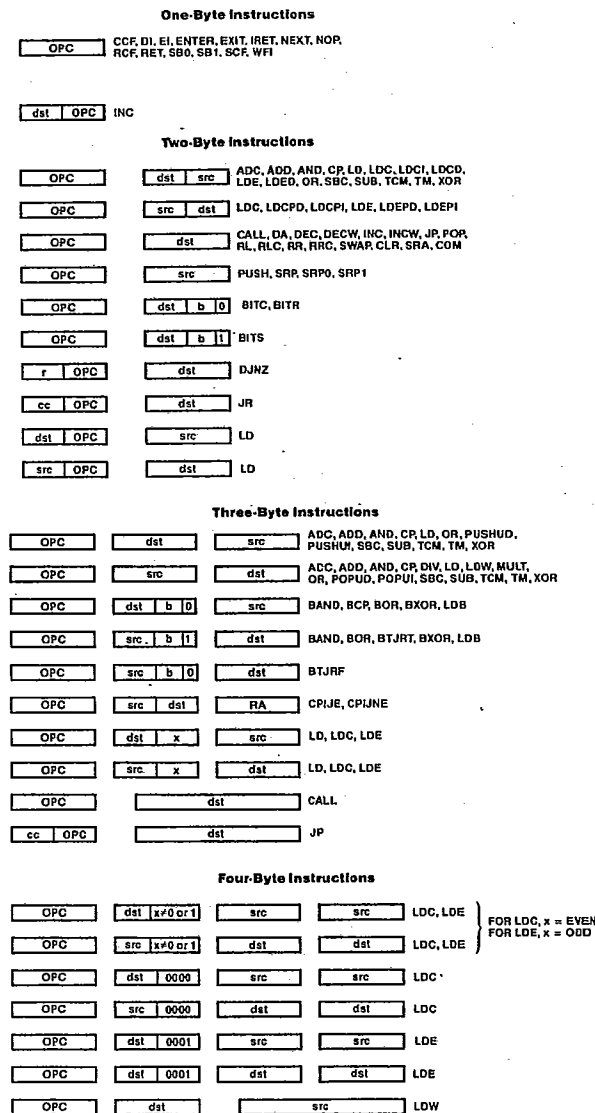 One-Byte Instructions
OPC CCF, DI, EI, ENTER, EXIT, IRET, NEXT, NOP,
RCF, RET, SB0, SB1, SCF, WFI
dst OPC INC
Two-Byte Instructions
OPC dst src ADC, ADD, AND, CP, LD, LDC, LDCI, LDCD,
LDE, LDED, OR, SBC, SUB, TCM, TM, XOR
OPC src dst LDC, LDCPD, LDCPI, LDE, LDEPD, LDEPI
OPC dst CALL, DA, DEC, DECW, INC, INCW, JP, POP,
RL, RLC, RR, RRC, SWAP, CLR, SRA, COM
OPC src PUSH, SRP, SRP0, SRP1
OPC dst b 0 BITC, BITR
OPC dst b 1 BITS
r OPC dst DJNZ
cc OPC dst JR
dst OPC src LD
src OPC dst LD
Three-Byte Instructions
OPC dst src ADC, ADD, AND, CP, LD, OR, PUSHUD,
PUSHUI, SBC, SUB, TCM, TM, XOR
OPC src dst ADC, ADD, AND, CP, DIV, LD, LDW, MULT,
OR, POPUD, POPUI, SBC, SUB, TCM, TM, XOR
OPC dst b 0 src BAND, BCP, BOR, BXOR, LDB
OPC src b 1 dst BAND, BOR, BTJRT, BXOR, LDB
OPC src b 0 dst BTJRF
OPC src dst RA CPIJE, CPIJNE
OPC dst x src LD, LDC, LDE
OPC src x dst LD, LDC, LDE
OPC dst CALL
cc OPC dst JP
Four-Byte Instructions
OPC dst x≠0 or 1 src src LDC, LDE
FOR LDC, x = EVEN
FOR LDE, x = ODD
OPC src x≠0 or 1 dst dst LDC, LDE
OPC dst 0000 src src LDC
OPC src 0000 dst dst LDC
OPC dst 0001 src src LDE
OPC dst 0001 dst dst LDE
OPC dst src LDW